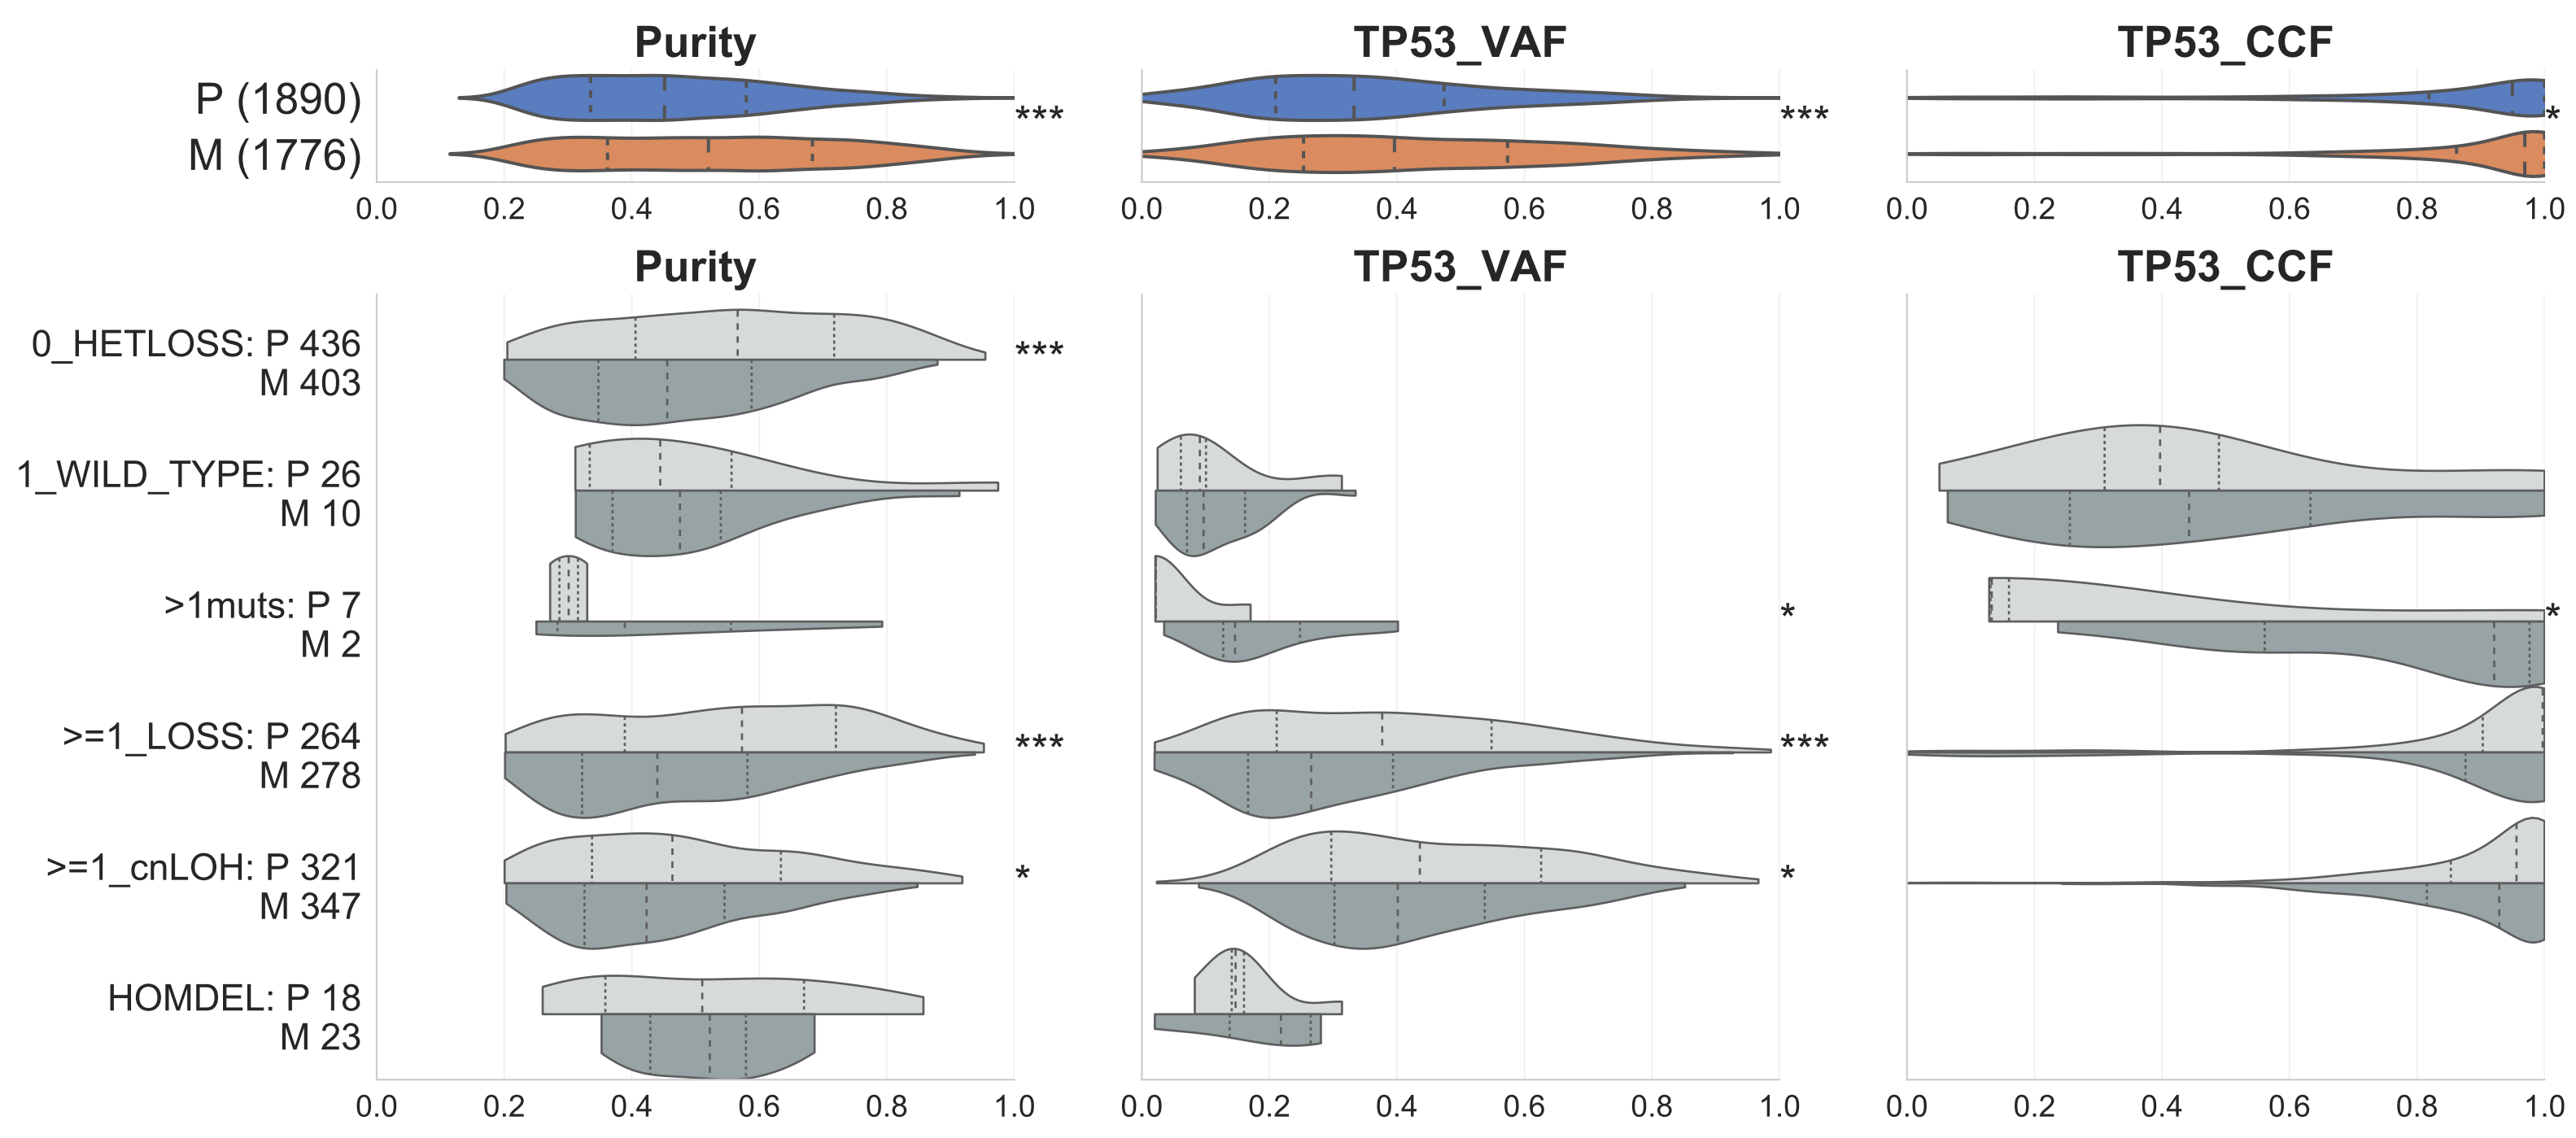 Purity TP53_VAF TP53_CCF
P (1890)
*** *** *
M (1776)
0.0 0.2 0.4 0.6 0.8 1.0 0.0 0.2 0.4 0.6 0.8 1.0 0.0 0.2 0.4 0.6 0.8 1.0
Purity TP53_VAF TP53_CCF
0_HETLOSS: P 436 ***
M 403
1_WILD_TYPE: P 26
M 10
>1muts: P 7 * *
M 2
>=1_LOSS: P 264 *** ***
M 278
>=1_cnLOH: P 321 * *
M 347
HOMDEL: P 18
M 23
0.0 0.2 0.4 0.6 0.8 1.0 0.0 0.2 0.4 0.6 0.8 1.0 0.0 0.2 0.4 0.6 0.8 1.0